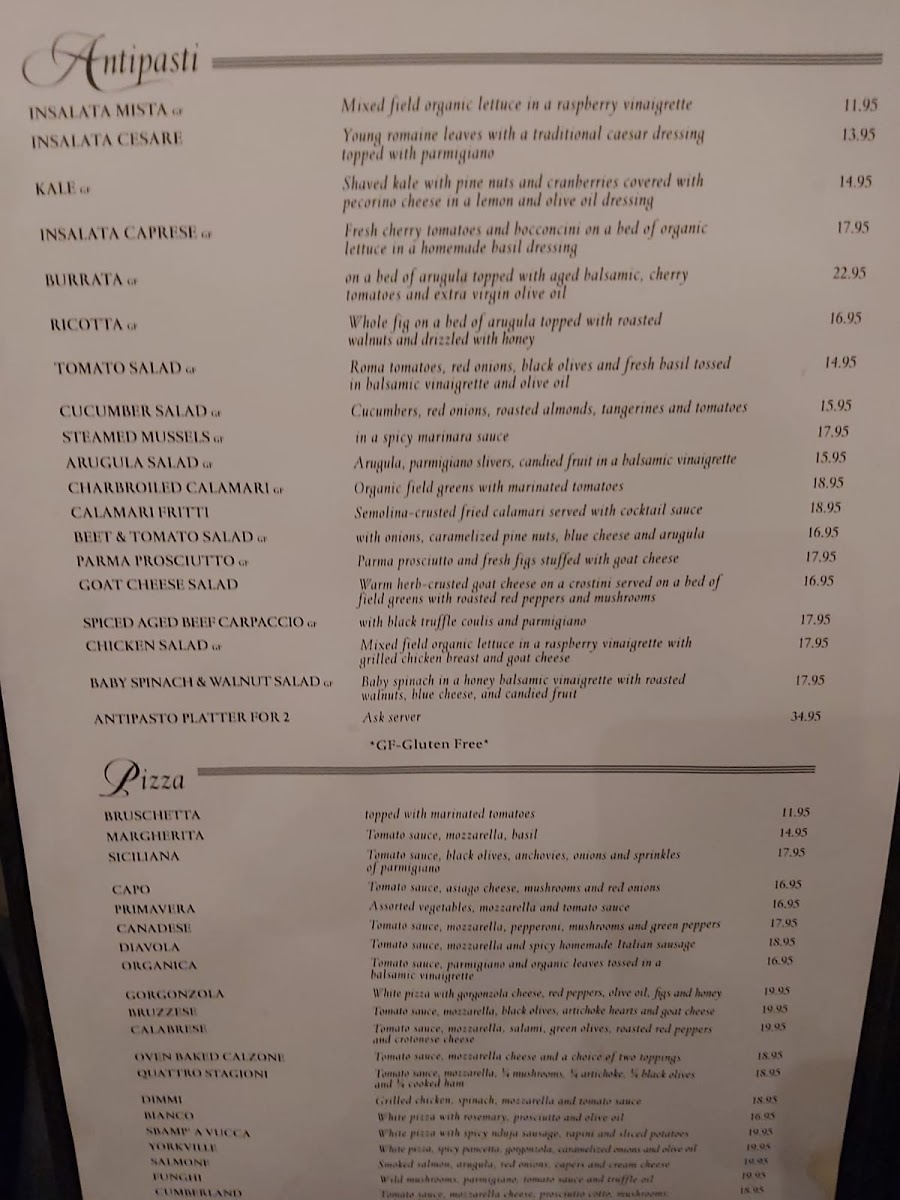 Antipasti
INSALATA MISTA GF Mixed field organic lettuce in a raspberry vinaigrette 11.95
INSALATA CESARE Young romaine leaves with a traditional caesar dressing 13.95
topped with parmigiano
KALE GF Shaved kale with pine nuts and cranberries covered with 14.95
pecorino cheese in a lemon and olive oil dressing
INSALATA CAPRESE GF Fresh cherry tomatoes and bocconcini on a bed of organic 17.95
lettuce in a homemade basil dressing
BURRATA GF on a bed of arugula topped with aged balsamic, cherry 22.95
tomatoes and extra virgin olive oil
RICOTTA GF Whole fig on a bed of arugula topped with roasted 16.95
walnuts and drizzled with honey
TOMATO SALAD GF Roma tomatoes, red onions, black olives and fresh basil tossed 14.95
in balsamic vinaigrette and olive oil
CUCUMBER SALAD GF Cucumbers, red onions, roasted almonds, tangerines and tomatoes 15.95
STEAMED MUSSELS GF in a spicy marinara sauce 17.95
ARUGULA SALAD GF Arugula, parmigiano slivers, candied fruit in a balsamic vinaigrette 15.95
CHARBROILED CALAMARI GF Organic field greens with marinated tomatoes 18.95
CALAMARI FRITTI Semolina-crusted fried calamari served with cocktail sauce 18.95
BEET & TOMATO SALAD GF with onions, caramelized pine nuts, blue cheese and arugula 16.95
PARMA PROSCIUTTO GF Parma prosciutto and fresh figs stuffed with goat cheese 17.95
GOAT CHEESE SALAD Warm herb-crusted goat cheese on a crostini served on a bed of 16.95
field greens with roasted red peppers and mushrooms
SPICED AGED BEEF CARPACCIO GF with black truffle coulis and parmigiano 17.95
CHICKEN SALAD GF Mixed field organic lettuce in a raspberry vinaigrette with 17.95
grilled chicken breast and goat cheese
BABY SPINACH & WALNUT SALAD GF Baby spinach in a honey balsamic vinaigrette with roasted 17.95
walnuts, blue cheese, and candied fruit
ANTIPASTO PLATTER FOR 2 Ask server 34.95
*GF-Gluten Free*
Pizza
BRUSCHETTA topped with marinated tomatoes 11.95
MARGHERITA Tomato sauce, mozzarella, basil 14.95
SICILIANA Tomato sauce, black olives, anchovies, onions and sprinkles 17.95
of parmigiano
CAPO Tomato sauce, asiago cheese, mushrooms and red onions 16.95
PRIMAVERA Assorted vegetables, mozzarella and tomato sauce 16.95
CANADESE Tomato sauce, mozzarella, pepperoni, mushrooms and green peppers 17.95
DIAVOLA Tomato sauce, mozzarella and spicy homemade Italian sausage 18.95
ORGANICA Tomato sauce, parmigiano and organic leaves tossed in a 16.95
balsamic vinaigrette
GORGONZOLA White pizza with gorgonzola cheese, red peppers, olive oil, figs and honey 19.95
BRUZZESE Tomato sauce, mozzarella, black olives, artichoke hearts and goat cheese 19.95
CALABRESE Tomato sauce, mozzarella, salami, green olives, roasted red peppers 19.95
and crotonese cheese
OVEN BAKED CALZONE Tomato sauce, mozzarella cheese and a choice of two toppings 18.95
QUATTRO STAGIONI Tomato sauce, mozzarella, ¼ mushrooms, ¼ artichoke, ¼ black olives 18.95
and ¼ cooked ham
DIMMI Grilled chicken, spinach, mozzarella and tomato sauce 18.95
BIANCO White pizza with rosemary, prosciutto and olive oil 16.95
SBAMP' A VUCCA White pizza with spicy nduja sausage, rapini and sliced potatoes 19.95
YORKVILLE White pizza, spicy pancetta, gorgonzola, caramelized onions and olive oil 19.95
SALMONE Smoked salmon, arugula, red onions, capers and cream cheese 19.95
FUNGHI Wild mushrooms, parmigiano, tomato sauce and truffle oil 19.95
CUMBERLAND Tomato sauce, mozzarella cheese, prosciutto cotto, mushrooms, 18.95